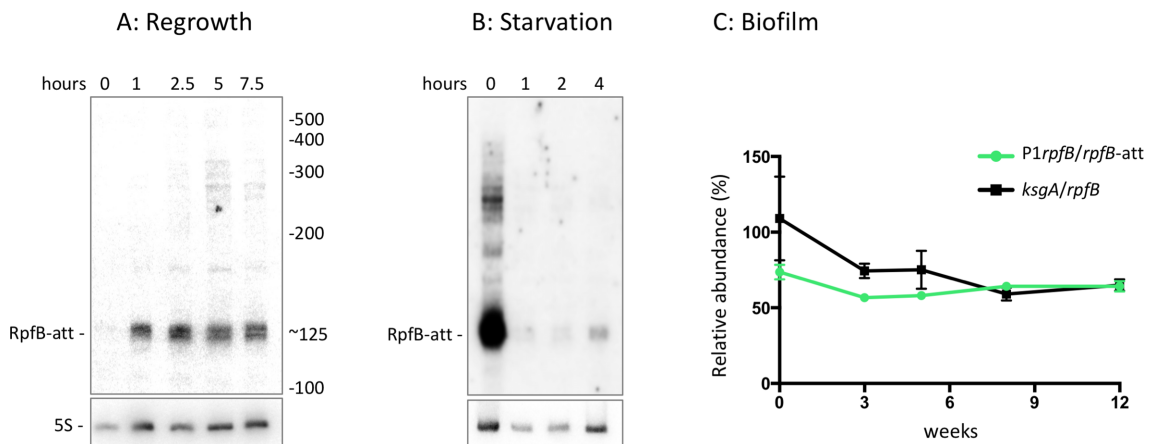 A: Regrowth
hours 0 1 2.5 5 7.5
-500
-400
-300
-200
RpfB-att -
~125
-100
5S -
B: Starvation
hours 0 1 2 4
RpfB-att -
C: Biofilm
P1rpfB/rpfB-att
ksgA/rpfB
Relative abundance (%)
150
100
50
0
0 3 6 9 12
weeks